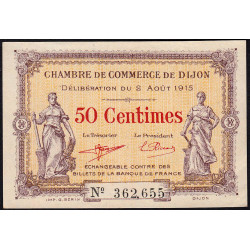 CHAMBRE DE COMMERCE DE DIJON
DÉLIBÉRATION DU 2 AOÛT 1915
50 Centimes
Le Trésorier Le Président
ÉCHANGEABLE CONTRE DES
BILLETS DE LA BANQUE DE FRANCE
Nº 362,655
DIJON